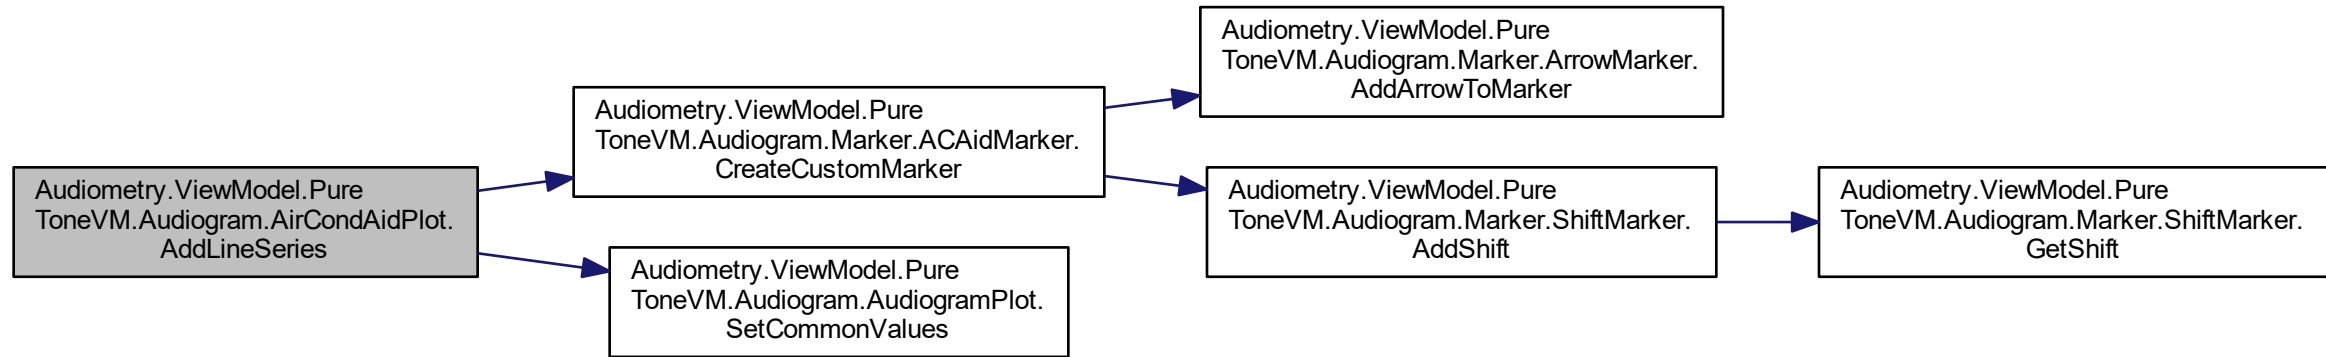 Audiometry.ViewModel.Pure
ToneVM.Audiogram.AirCondAidPlot.
AddLineSeries
Audiometry.ViewModel.Pure
ToneVM.Audiogram.Marker.ACAidMarker.
CreateCustomMarker
Audiometry.ViewModel.Pure
ToneVM.Audiogram.AudiogramPlot.
SetCommonValues
Audiometry.ViewModel.Pure
ToneVM.Audiogram.Marker.ArrowMarker.
AddArrowToMarker
Audiometry.ViewModel.Pure
ToneVM.Audiogram.Marker.ShiftMarker.
AddShift
Audiometry.ViewModel.Pure
ToneVM.Audiogram.Marker.ShiftMarker.
GetShift